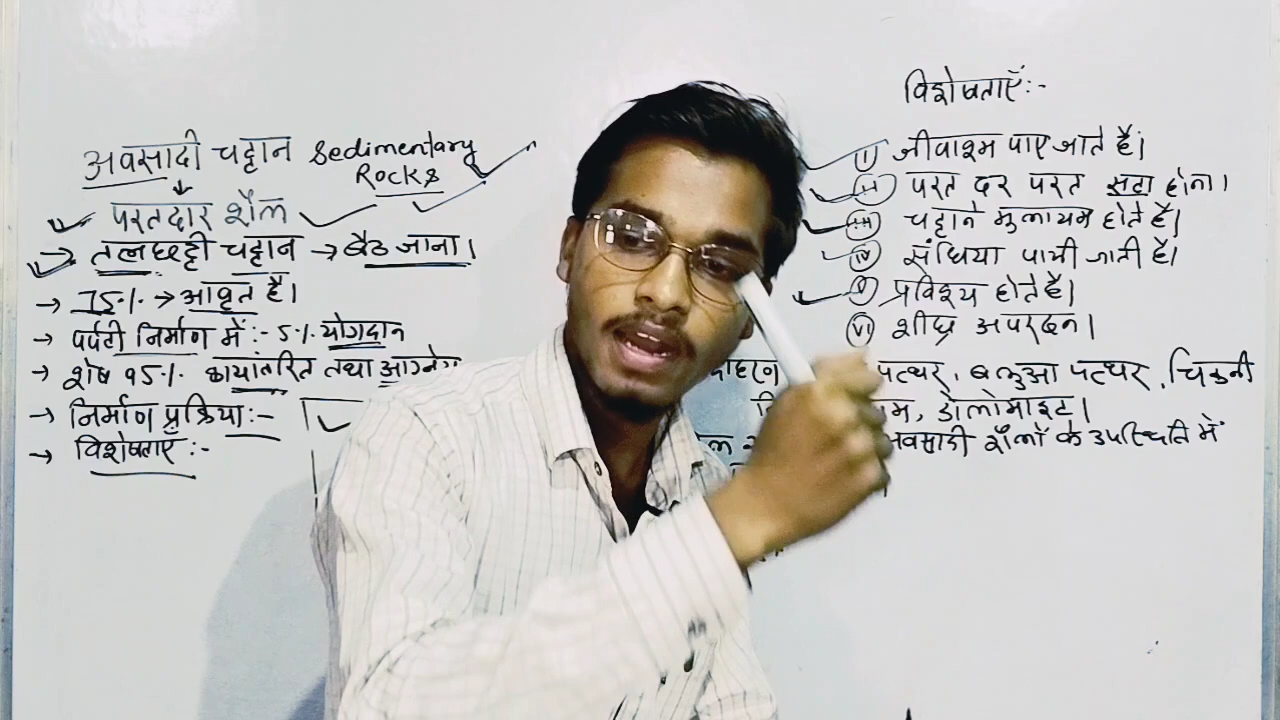 अवसादी चट्टान Sedimentary
Rocks
↓
✓ परतदार शैल ✓
→ तलछट्टी चट्टान → बैठ जाना।
→ 75% → आवृत है।
→ पर्पटी निर्माण में :- 5% योगदान
→ शेष 95% कायांतरित तथा आग्नेय
→ निर्माण प्रक्रिया :-
→ विशेषताएँ :-
विशेषताएँ :-
(I) जीवाश्म पाए जाते है।
(II) परत दर परत सटा होना।
(III) चट्टाने मुलायम होते है।
(IV) संधिया पायी जाती है।
(V) प्रविश्य होते है।
(VI) शीघ्र अपरदन।
पत्थर, बलुआ पत्थर, चिकनी
डोलोमाइट।
अवसादी शैलों के उपस्थिति में